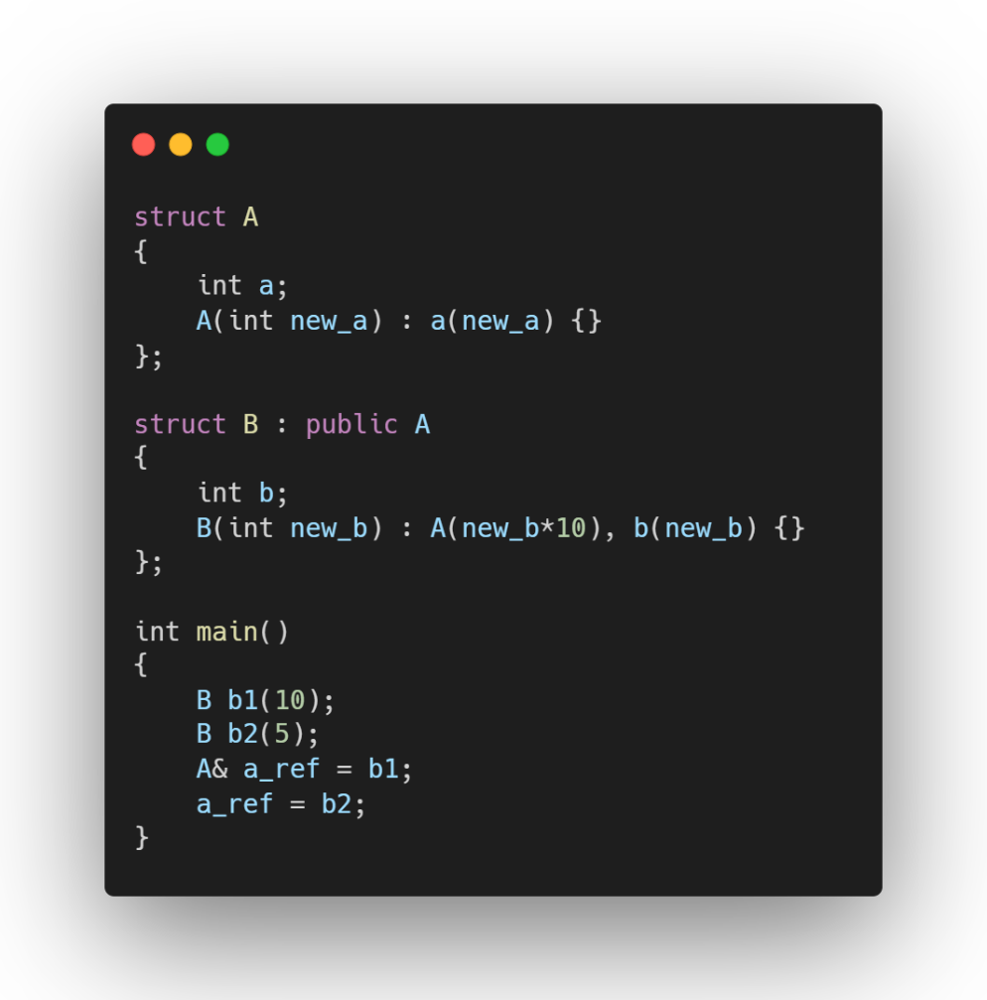 struct A
{
    int a;
    A(int new_a) : a(new_a) {}
};

struct B : public A
{
    int b;
    B(int new_b) : A(new_b*10), b(new_b) {}
};

int main()
{
    B b1(10);
    B b2(5);
    A& a_ref = b1;
    a_ref = b2;
}